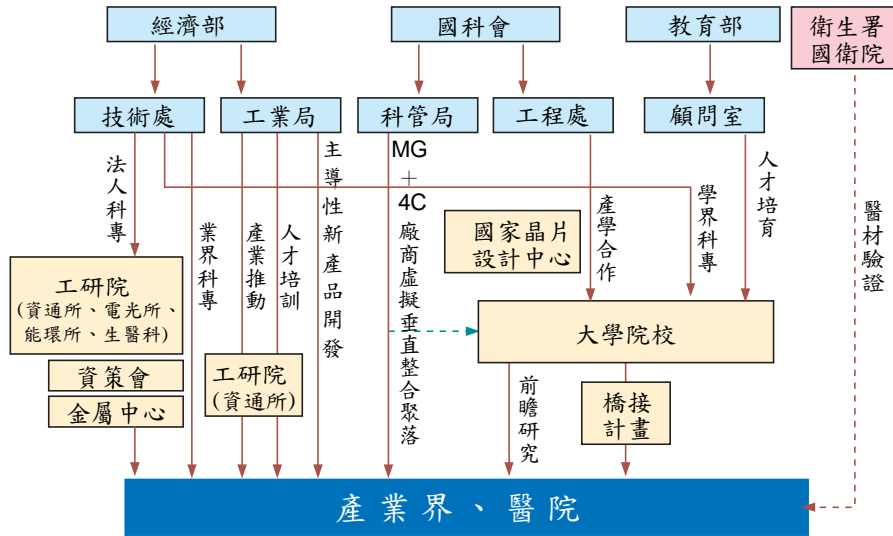 經濟部
國科會
教育部
衛生署
國衛院
技術處
工業局
科管局
工程處
顧問室
法人科專
業界科專
產業推動
人才培訓
主導性新產品開發
MG
＋
4C
廠商虛擬垂直整合聚落
產學合作
學界科專
人才培育
醫材驗證
國家晶片
設計中心
工研院
(資通所、電光所、
能環所、生醫科)
資策會
金屬中心
工研院
(資通所)
大學院校
前瞻研究
橋接
計畫
產業界、醫院